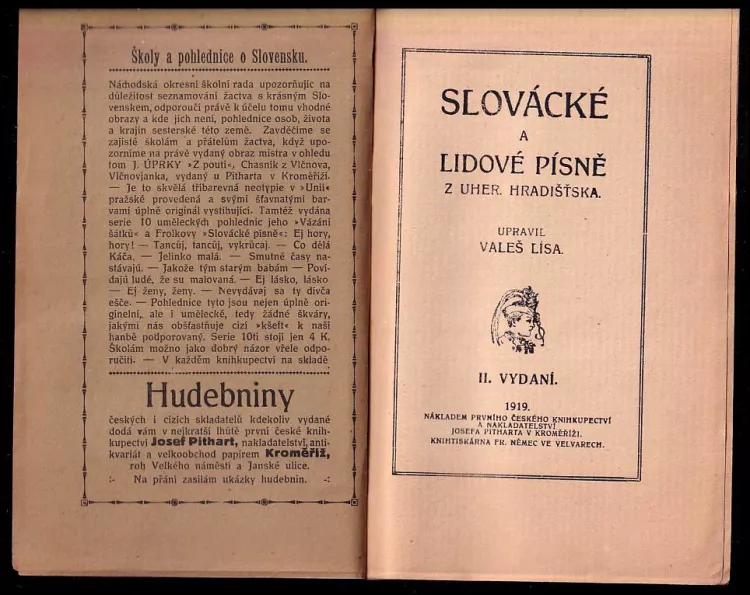 Školy a pohlednice o Slovensku.
Náhodská okresní školní rada upozorňujíc na
důležitost seznamování žactva s krásným Slo-
venskem, odporoučí právě k účelu tomu vhodné
obrazy a kde jich není, pohlednice osob, života
a krajin sesterské této země. Zavděčíme se
zajisté školám a přátelům žactva, když upo-
zorníme na právě vydaný obraz mistra v ohledu
tom J. ÚPRKY »Z pouti«, Chasník z Vlčnova,
Vlčnovjanka, vydaný u Pitharta v Kroměříži.
— Je to skvělá tříbarevná neotypie v »Unii«
pražské provedená a svými šťavnatými bar-
vami úplně originál vystihující. Tamtéž vydána
serie 10 uměleckých pohlednic jeho »Vázání
šátků« a Frolkovy »Slovácké písně«: Ej hory,
hory! — Tancůj, tancůj, vykrúcaj. — Co dělá
Káča. — Jelínko malá. — Smutné časy na-
stávajú. — Jakože tým starým babám — Poví-
dajú ludé, že su malovaná. — Ej lásko, lásko
— Ej ženy, ženy. — Nevydávaj sa ty divča
ešče. — Pohlednice tyto jsou nejen úplně ori-
ginelní, ale i umělecké, tedy žádné škváry,
jakými nás obšťastňuje cizí »kšeft« k naší
hanbě podporovaný. Serie 10ti stojí jen 4 K.
Školám možno jako dobrý názor vřele odpo-
ručiti. — V každém knihkupectví na skladě
Hudebniny
českých i cizích skladatelů kdekoliv vydané
dodá vám v nejkratší lhůtě první české knih-
kupectví Josef Pithart, nakladatelství, anti-
kvariát a velkoobchod papírem Kroměříž,
roh Velkého náměstí a Janské ulice.
:- Na přání zasílám ukázky hudebnin. -:
SLOVÁCKÉ
A
LIDOVÉ PÍSNĚ
Z UHER. HRADIŠŤSKA.
UPRAVIL
VALEŠ LÍSA.
II. VYDANÍ.
1919.
NÁKLADEM PRVNÍHO ČESKÉHO KNIHKUPECTVÍ
A NAKLADATELSTVÍ
JOSEFA PITHARTA V KROMĚŘÍŽI.
KNIHTISKÁRNA FR. NĚMEC VE VELVARECH.